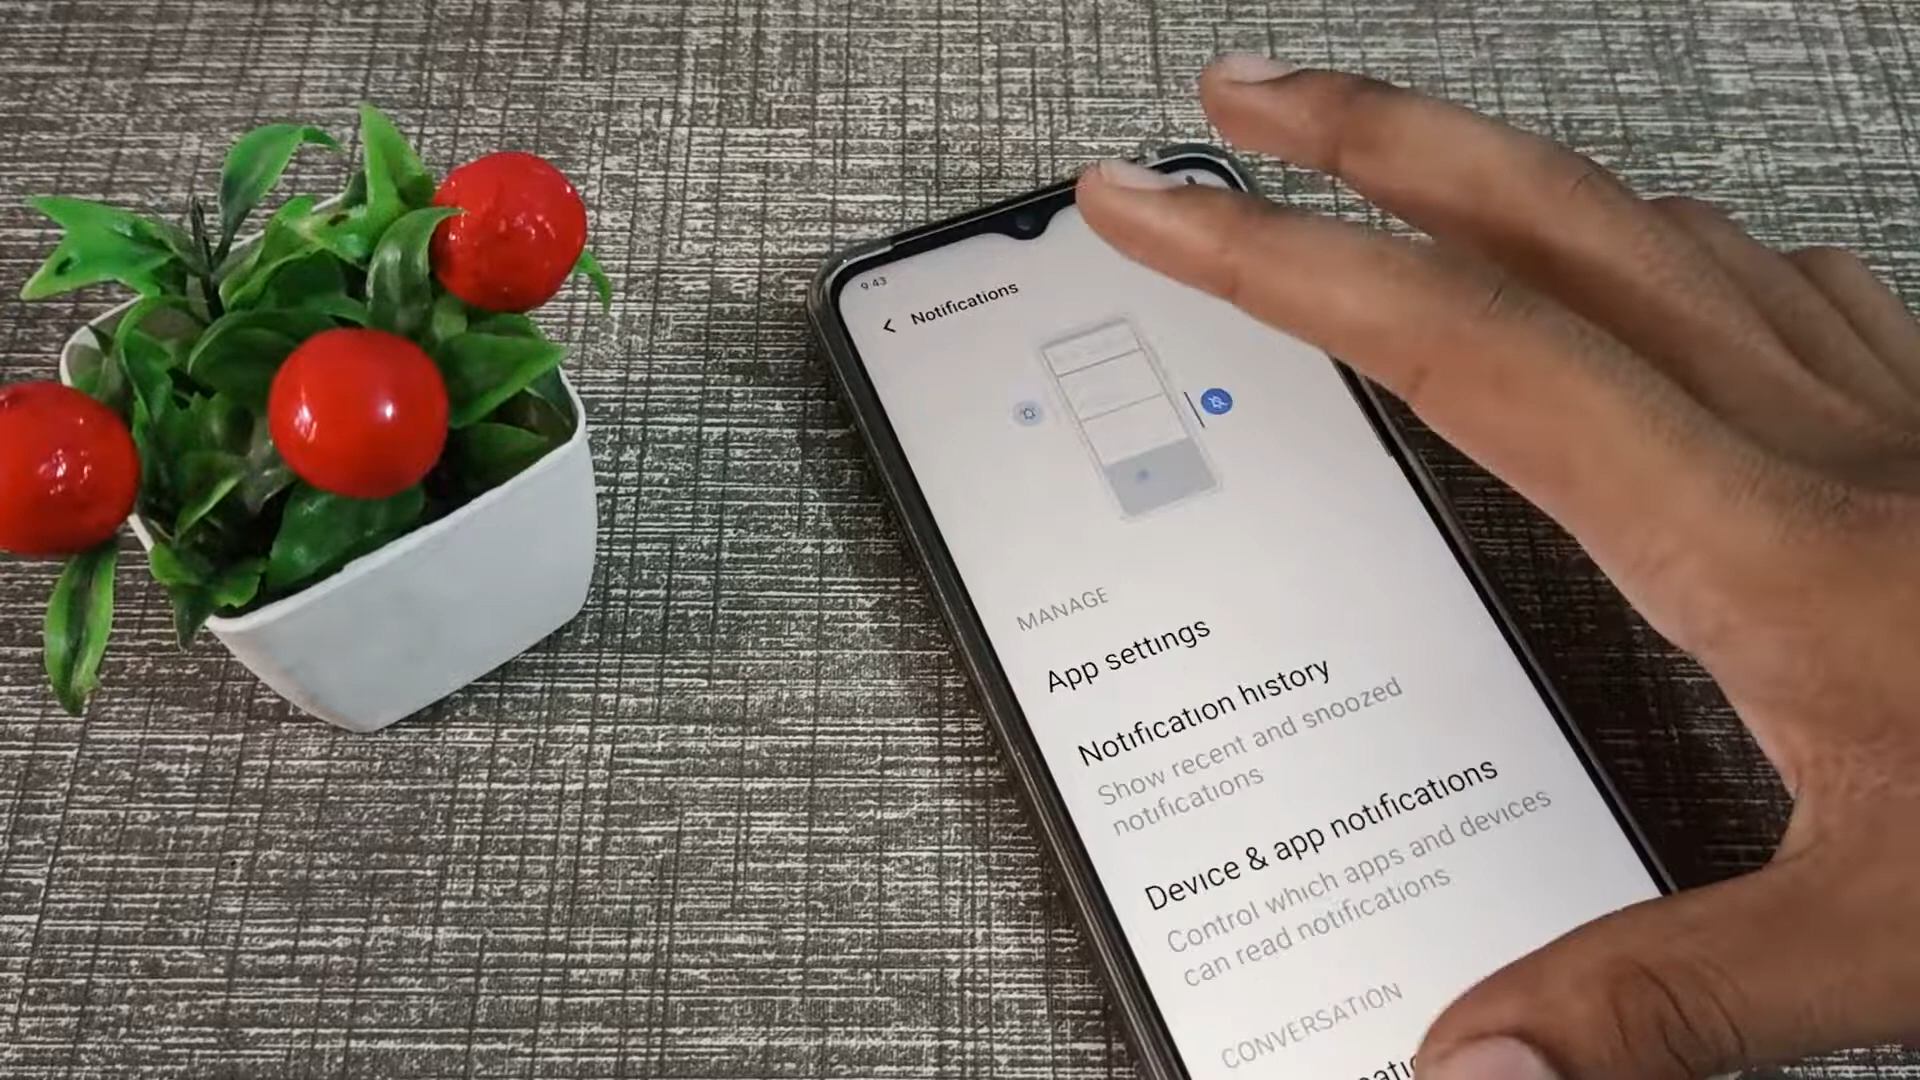 9:43
Notifications
MANAGE
App settings
Notification history
Show recent and snoozed
notifications
Device & app notifications
Control which apps and devices
can read notifications
CONVERSATION